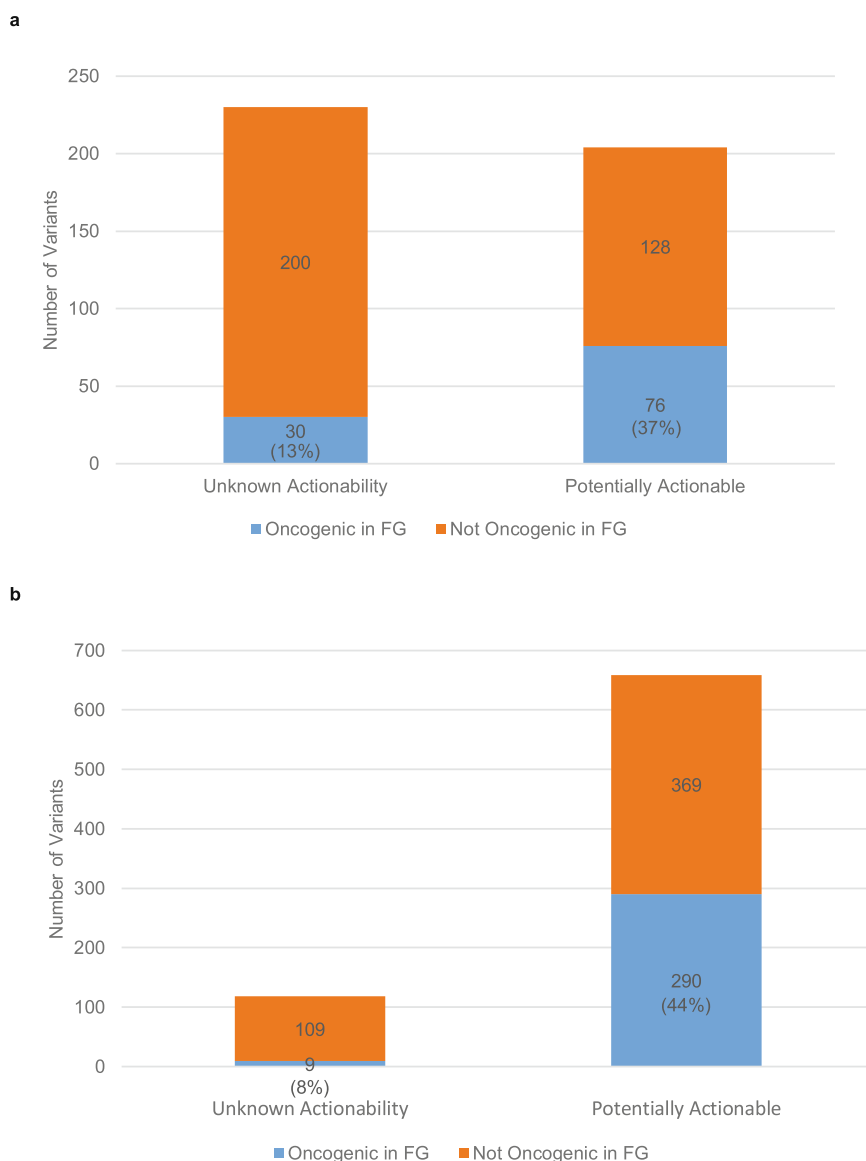 a
250
200
150
100
50
0
Number of Variants
200
30
(13%)
128
76
(37%)
Unknown Actionability
Potentially Actionable
Oncogenic in FG
Not Oncogenic in FG
b
700
600
500
400
300
200
100
0
Number of Variants
109
9
(8%)
369
290
(44%)
Unknown Actionability
Potentially Actionable
Oncogenic in FG
Not Oncogenic in FG